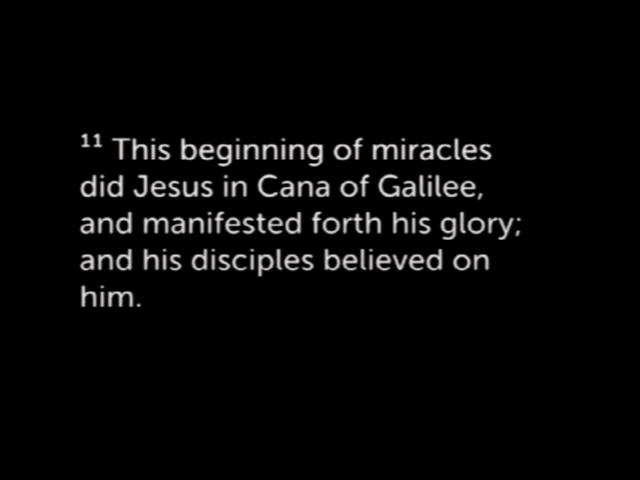 ¹¹ This beginning of miracles
did Jesus in Cana of Galilee,
and manifested forth his glory;
and his disciples believed on
him.